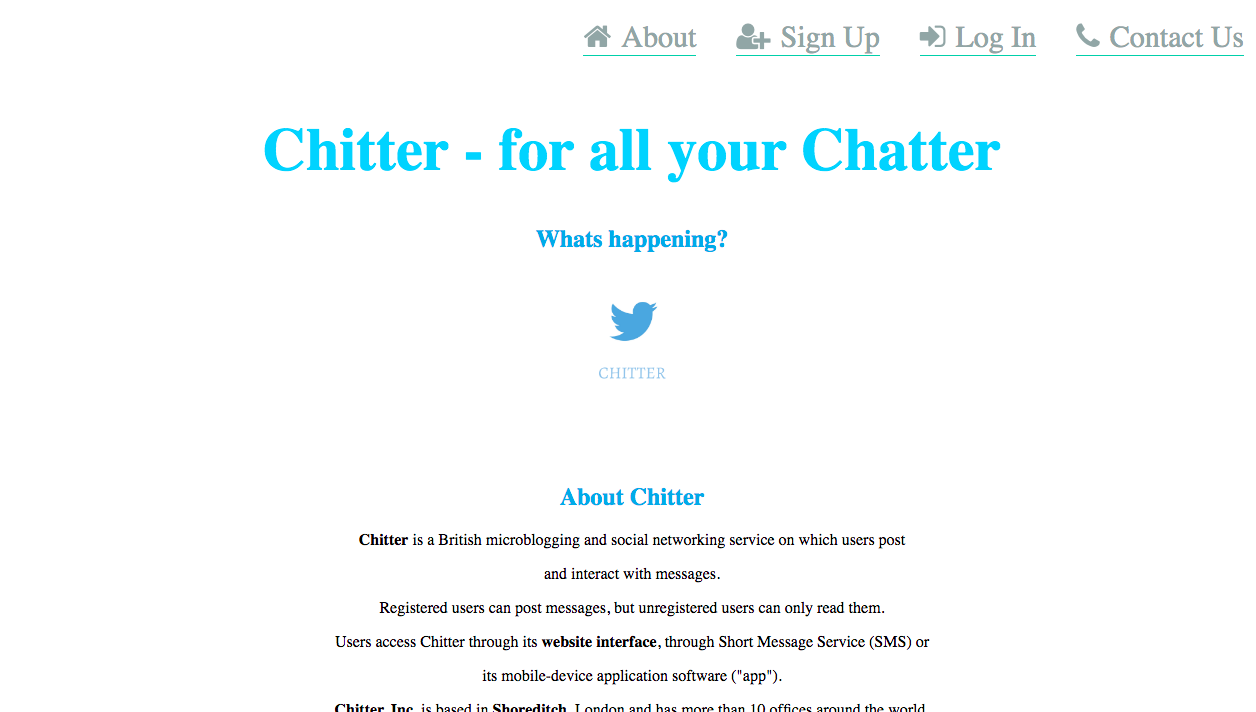 About Sign Up Log In Contact Us
Chitter - for all your Chatter
Whats happening?
CHITTER
About Chitter
Chitter is a British microblogging and social networking service on which users post
and interact with messages.
Registered users can post messages, but unregistered users can only read them.
Users access Chitter through its website interface, through Short Message Service (SMS) or
its mobile-device application software ("app").
Chitter, Inc. is based in Shoreditch, London and has more than 10 offices around the world.